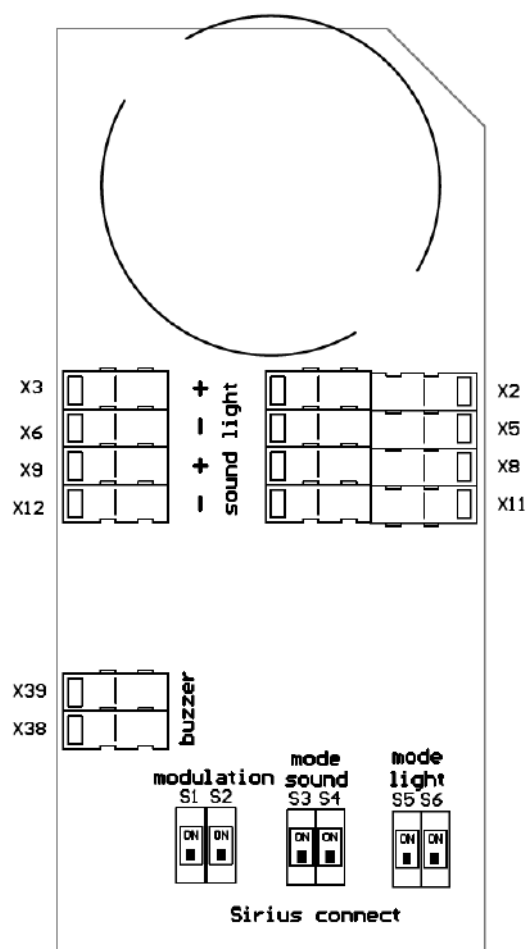 X3 + X2
X6 - light X5
X9 + X8
X12 - sound X11
X39
X38 buzzer
modulation
S1 S2
mode
sound
S3 S4
mode
light
S5 S6
ON ON ON ON ON ON
Sirius connect